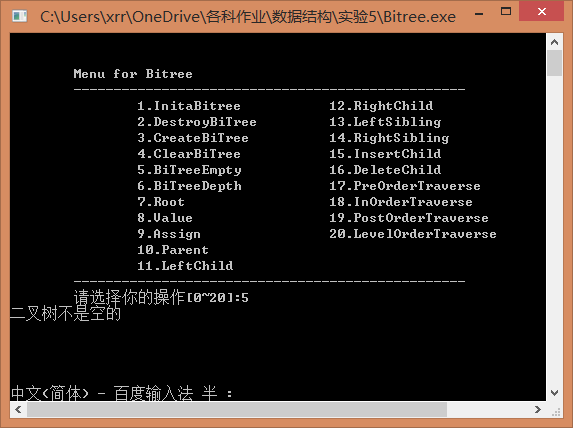 C:\Users\xrr\OneDrive\各科作业\数据结构\实验5\Bitree.exe
Menu for Bitree
-------------------------------------------------
1.InitaBitree 12.RightChild
2.DestroyBiTree 13.LeftSibling
3.CreateBiTree 14.RightSibling
4.ClearBiTree 15.InsertChild
5.BiTreeEmpty 16.DeleteChild
6.BiTreeDepth 17.PreOrderTraverse
7.Root 18.InOrderTraverse
8.Value 19.PostOrderTraverse
9.Assign 20.LevelOrderTraverse
10.Parent
11.LeftChild
-------------------------------------------------
请选择你的操作[0~20]:5
二叉树不是空的
中文(简体) - 百度输入法 半 :